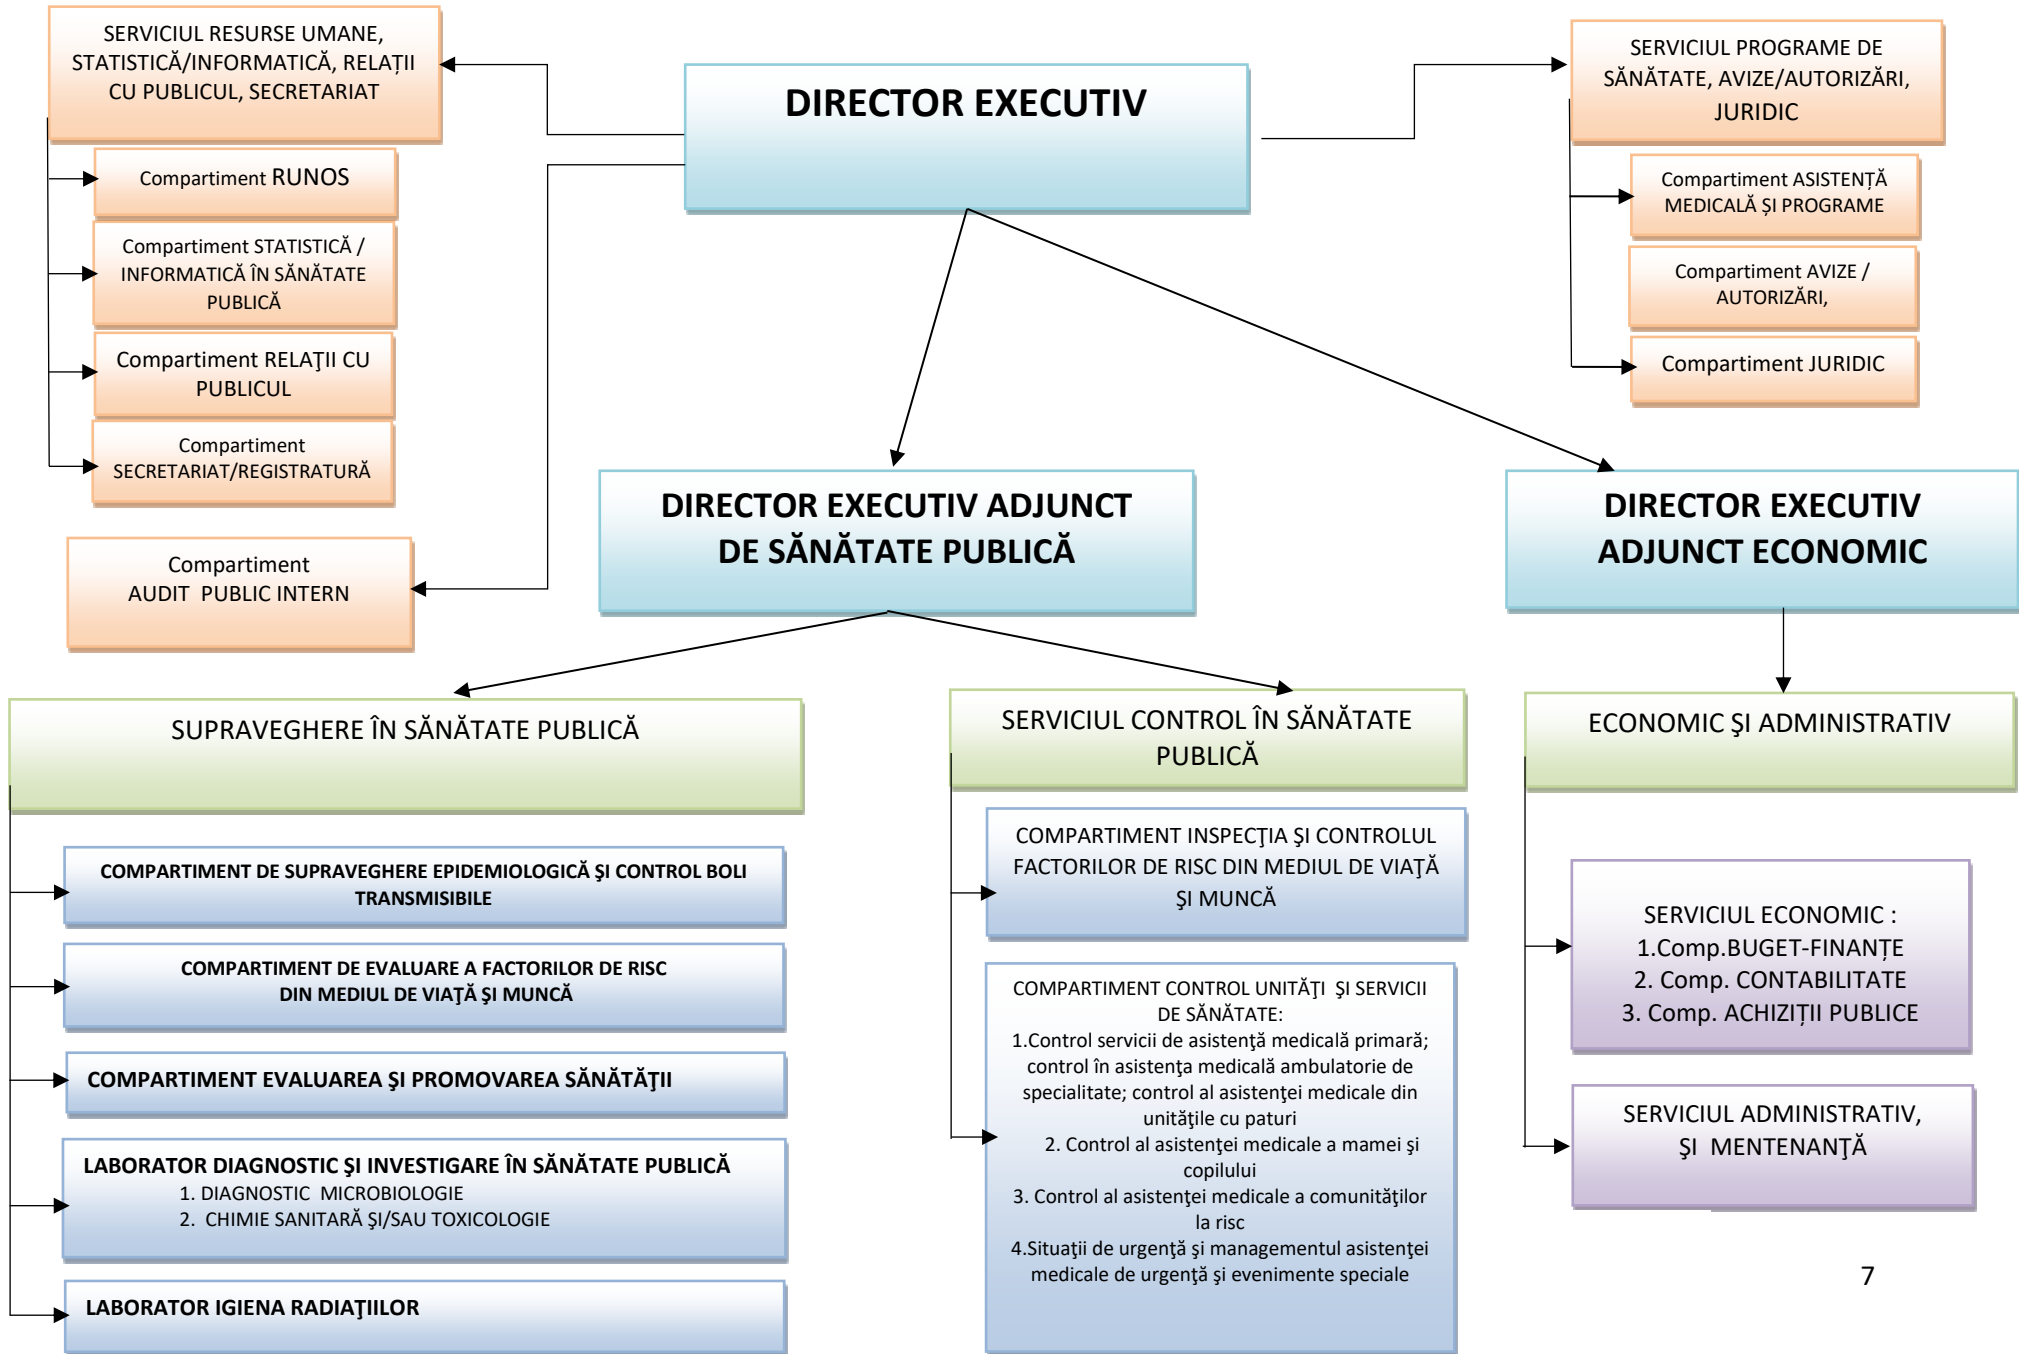 SERVICIUL RESURSE UMANE,
STATISTICĂ/INFORMATICĂ, RELAȚII
CU PUBLICUL, SECRETARIAT
Compartiment RUNOS
Compartiment STATISTICĂ /
INFORMATICĂ ÎN SĂNĂTATE
PUBLICĂ
Compartiment RELAŢII CU
PUBLICUL
Compartiment
SECRETARIAT/REGISTRATURĂ
Compartiment
AUDIT PUBLIC INTERN
DIRECTOR EXECUTIV
SERVICIUL PROGRAME DE
SĂNĂTATE, AVIZE/AUTORIZĂRI,
JURIDIC
Compartiment ASISTENȚĂ
MEDICALĂ ȘI PROGRAME
Compartiment AVIZE /
AUTORIZĂRI,
Compartiment JURIDIC
DIRECTOR EXECUTIV ADJUNCT
DE SĂNĂTATE PUBLICĂ
DIRECTOR EXECUTIV
ADJUNCT ECONOMIC
SUPRAVEGHERE ÎN SĂNĂTATE PUBLICĂ
COMPARTIMENT DE SUPRAVEGHERE EPIDEMIOLOGICĂ ŞI CONTROL BOLI
TRANSMISIBILE
COMPARTIMENT DE EVALUARE A FACTORILOR DE RISC
DIN MEDIUL DE VIAŢĂ ŞI MUNCĂ
COMPARTIMENT EVALUAREA ŞI PROMOVAREA SĂNĂTĂŢII
LABORATOR DIAGNOSTIC ŞI INVESTIGARE ÎN SĂNĂTATE PUBLICĂ
1. DIAGNOSTIC MICROBIOLOGIE
2. CHIMIE SANITARĂ ŞI/SAU TOXICOLOGIE
LABORATOR IGIENA RADIAŢIILOR
SERVICIUL CONTROL ÎN SĂNĂTATE
PUBLICĂ
COMPARTIMENT INSPECŢIA ŞI CONTROLUL
FACTORILOR DE RISC DIN MEDIUL DE VIAŢĂ
ŞI MUNCĂ
COMPARTIMENT CONTROL UNITĂŢI ŞI SERVICII
DE SĂNĂTATE:
1.Control servicii de asistenţă medicală primară;
control în asistenţa medicală ambulatorie de
specialitate; control al asistenţei medicale din
unităţile cu paturi
2. Control al asistenţei medicale a mamei şi
copilului
3. Control al asistenţei medicale a comunităţilor
la risc
4.Situaţii de urgenţă şi managementul asistenţei
medicale de urgenţă şi evenimente speciale
ECONOMIC ŞI ADMINISTRATIV
SERVICIUL ECONOMIC :
1.Comp.BUGET-FINANȚE
2. Comp. CONTABILITATE
3. Comp. ACHIZIȚII PUBLICE
SERVICIUL ADMINISTRATIV,
ŞI MENTENANŢĂ
7